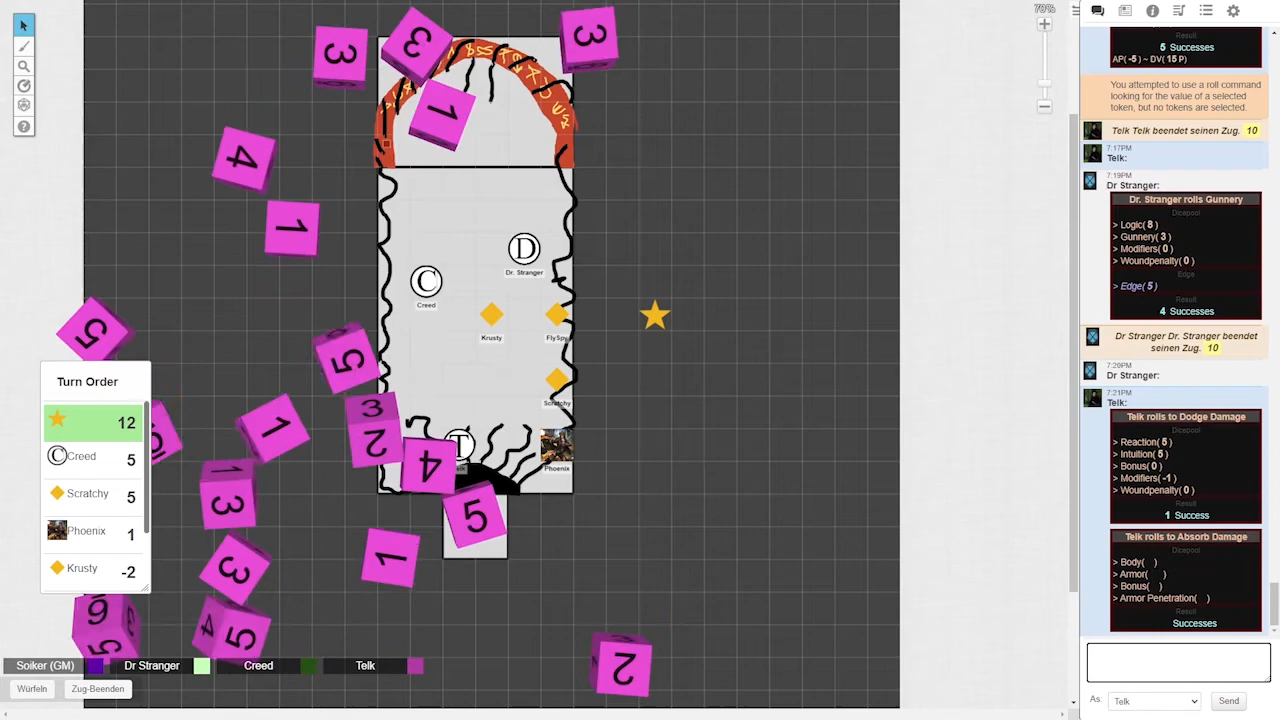 70%
Creed
Dr. Stranger
Krusty
FlySpy
Scratchy
Phoenix
C
D
T
3
3
3
1
4
1
5
5
3
2
1
4
5
1
3
1
3
6
5
4
5
2
Turn Order
12
Creed
5
Scratchy
5
Phoenix
1
Krusty
-2
Soiker (GM)
Dr Stranger
Creed
Telk
Würfeln
Zug-Beenden
Result
5 Successes
AP( -5 ) ~ DV( 15 P)
You attempted to use a roll command
looking for the value of a selected
token, but no tokens are selected.
Telk Telk beendet seinen Zug. 10
7:17PM
Telk:
7:19PM
Dr Stranger:
Dr. Stranger rolls Gunnery
Dicepool
> Logic( 8 )
> Gunnery( 3 )
> Modifiers( 0 )
> Woundpenalty( 0 )
Edge
> Edge( 5 )
Result
4 Successes
Dr Stranger Dr. Stranger beendet
seinen Zug. 10
7:20PM
Dr Stranger:
7:21PM
Telk:
Telk rolls to Dodge Damage
Dicepool
> Reaction( 5 )
> Intuition( 5 )
> Bonus( 0 )
> Modifiers( -1 )
> Woundpenalty( 0 )
Result
1 Success
Telk rolls to Absorb Damage
Dicepool
> Body( )
> Armor( )
> Bonus( )
> Armor Penetration( )
Result
Successes
As:
Telk
Send